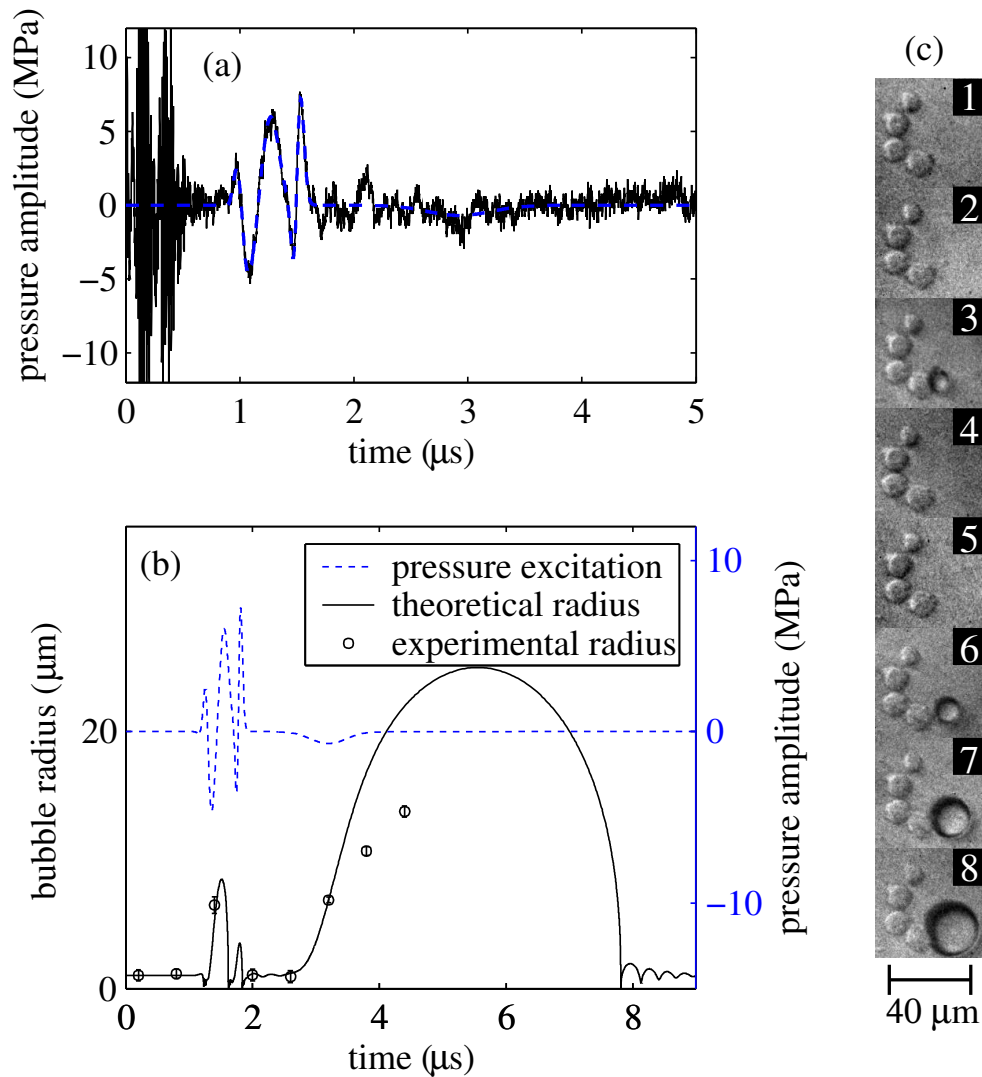 (a)
pressure amplitude (MPa)
10
5
0
−5
−10
0 1 2 3 4 5
time (μs)
(b)
pressure excitation
theoretical radius
experimental radius
bubble radius (μm)
20
0
pressure amplitude (MPa)
10
0
−10
0 2 4 6 8
time (μs)
(c)
1
2
3
4
5
6
7
8
40 μm